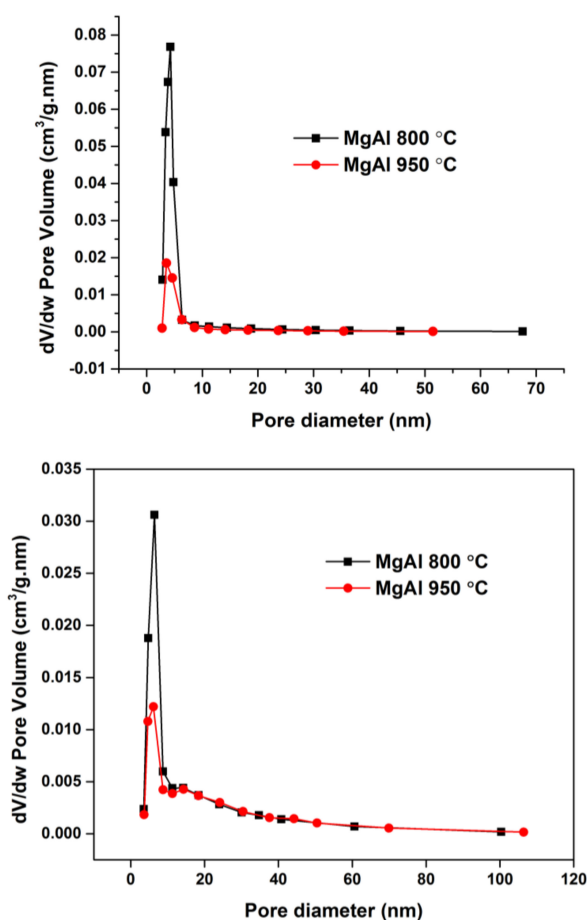 0.08
0.07
0.06
0.05
0.04
0.03
0.02
0.01
0.00
-0.01
dV/dw Pore Volume (cm³/g.nm)
MgAl 800 °C
MgAl 950 °C
0 10 20 30 40 50 60 70
Pore diameter (nm)
0.035
0.030
0.025
0.020
0.015
0.010
0.005
0.000
dV/dw Pore Volume (cm³/g.nm)
MgAl 800 °C
MgAl 950 °C
0 20 40 60 80 100 120
Pore diameter (nm)